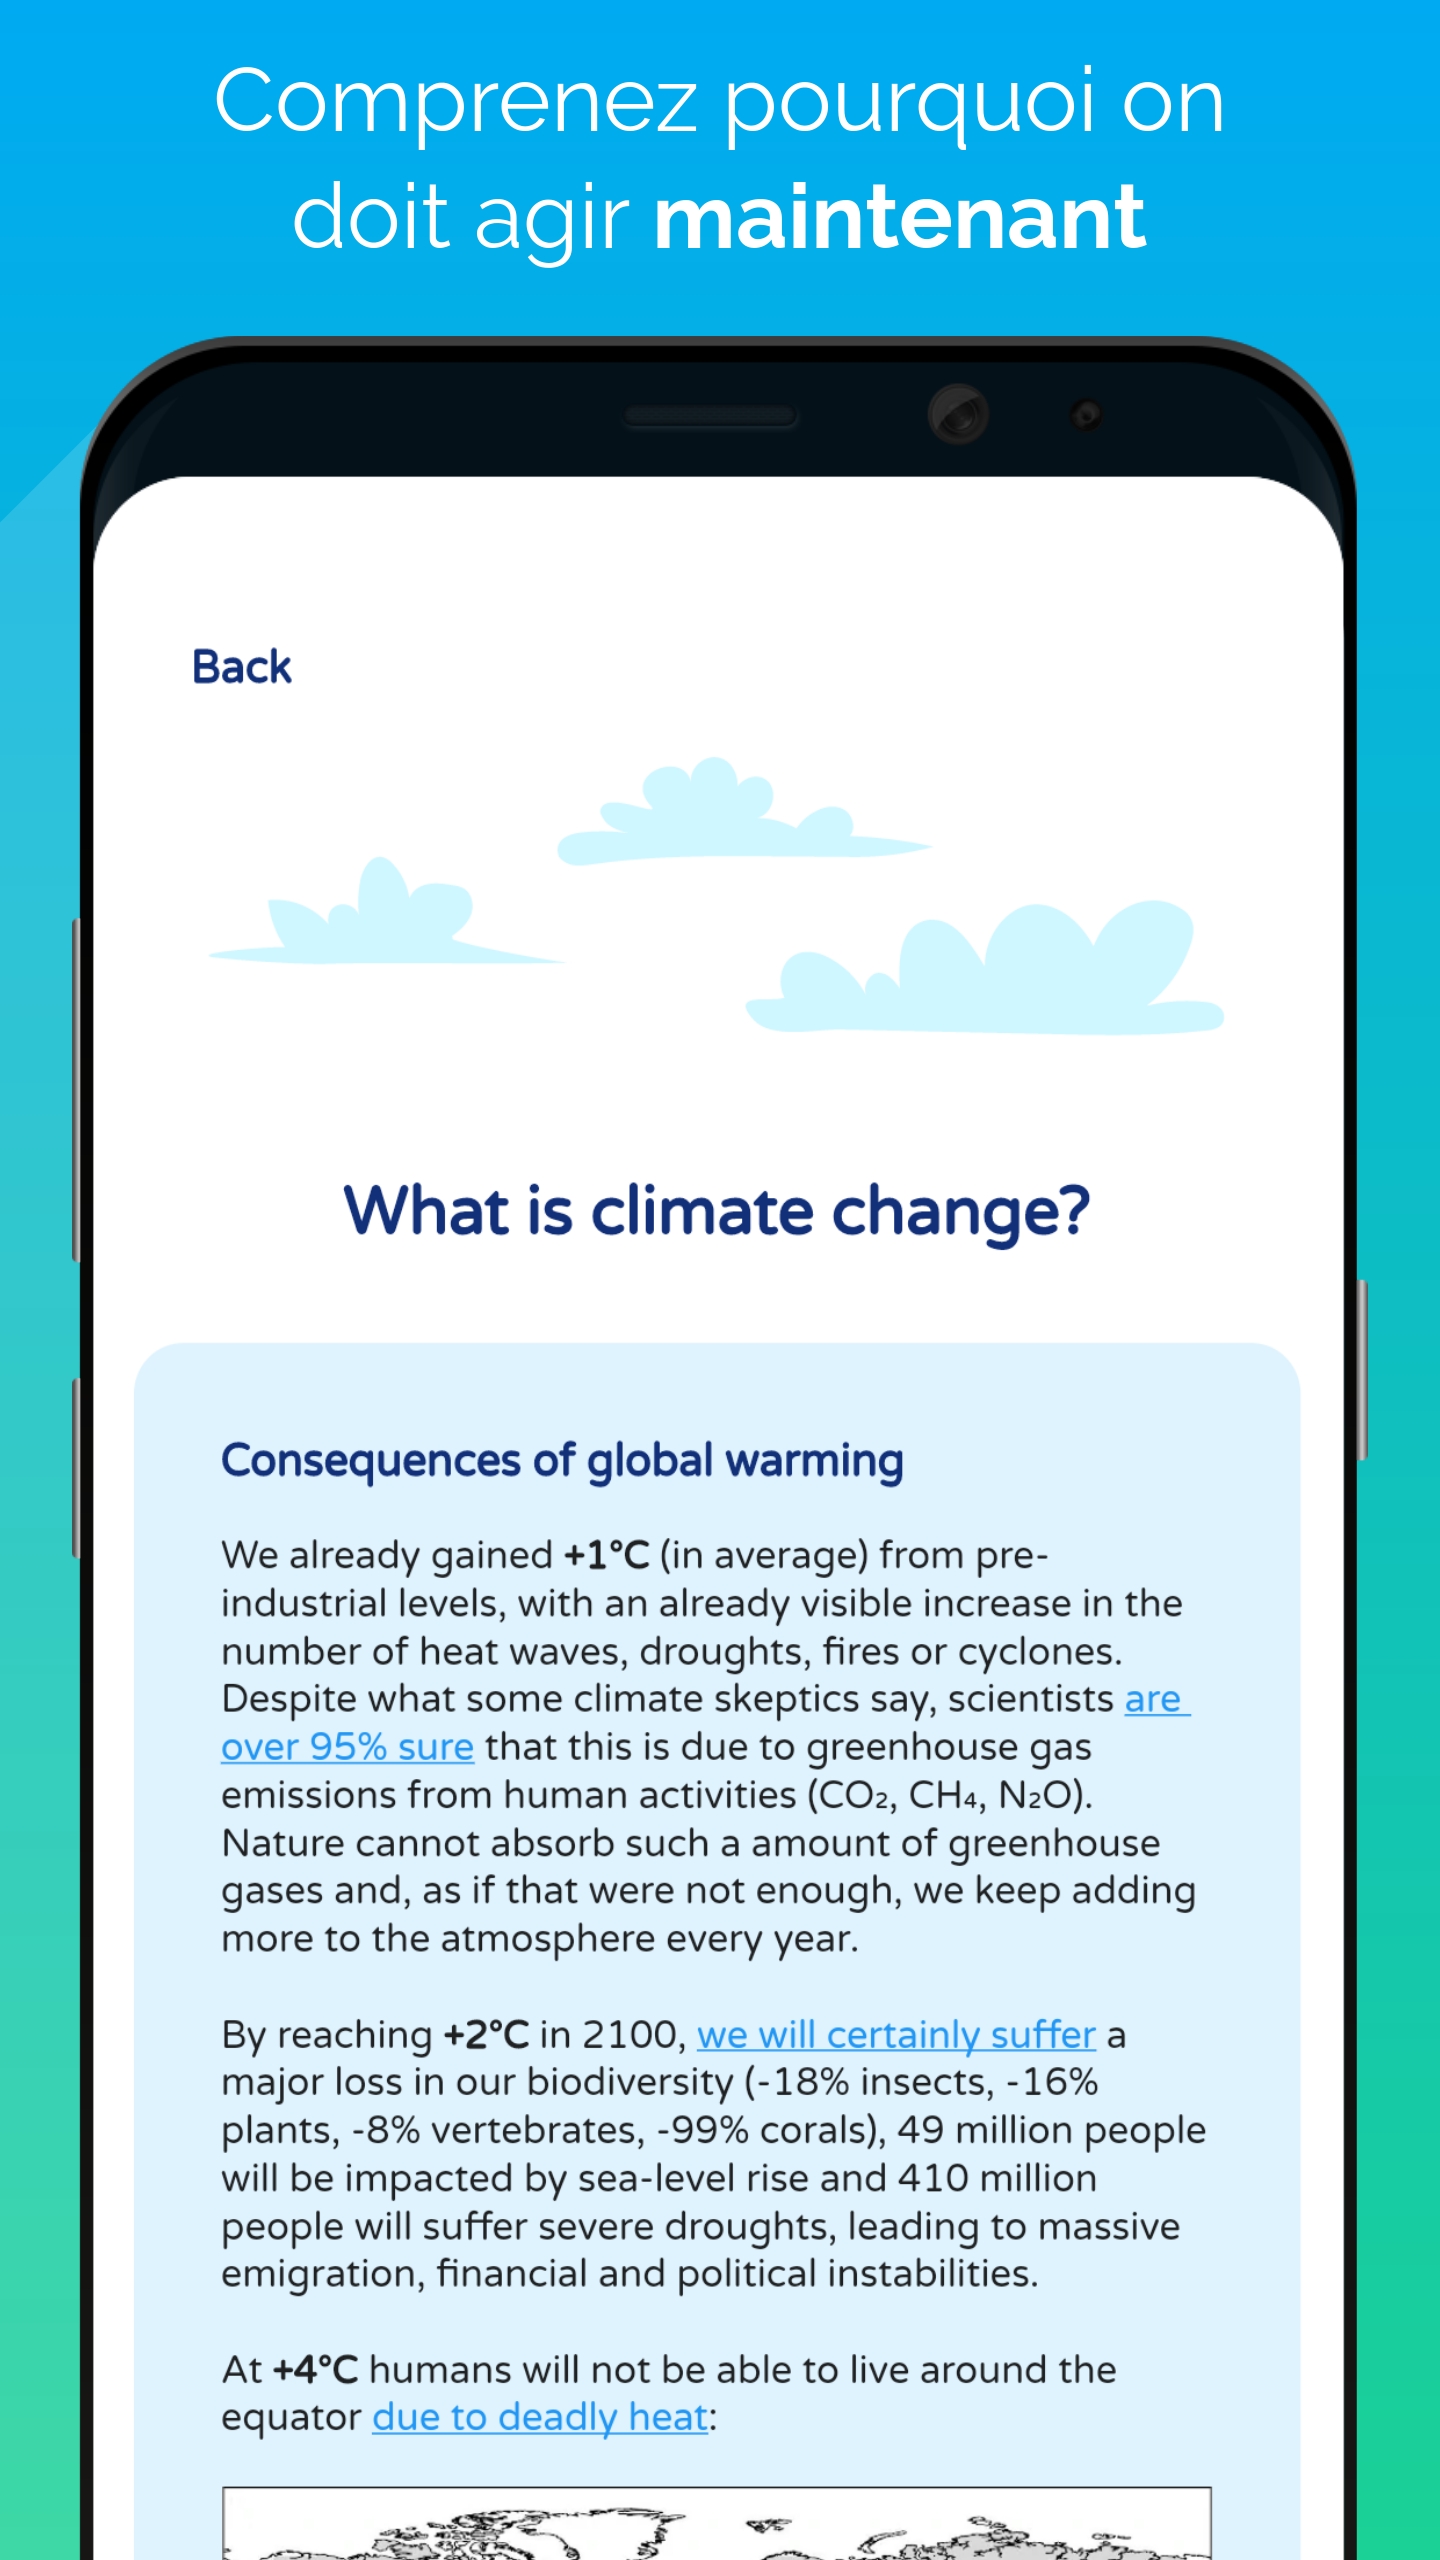 Comprenez pourquoi on
doit agir maintenant
Back
What is climate change?
Consequences of global warming
We already gained +1°C (in average) from pre-
industrial levels, with an already visible increase in the
number of heat waves, droughts, fires or cyclones.
Despite what some climate skeptics say, scientists are
over 95% sure that this is due to greenhouse gas
emissions from human activities (CO₂, CH₄, N₂O).
Nature cannot absorb such a amount of greenhouse
gases and, as if that were not enough, we keep adding
more to the atmosphere every year.
By reaching +2°C in 2100, we will certainly suffer a
major loss in our biodiversity (-18% insects, -16%
plants, -8% vertebrates, -99% corals), 49 million people
will be impacted by sea-level rise and 410 million
people will suffer severe droughts, leading to massive
emigration, financial and political instabilities.
At +4°C humans will not be able to live around the
equator due to deadly heat: